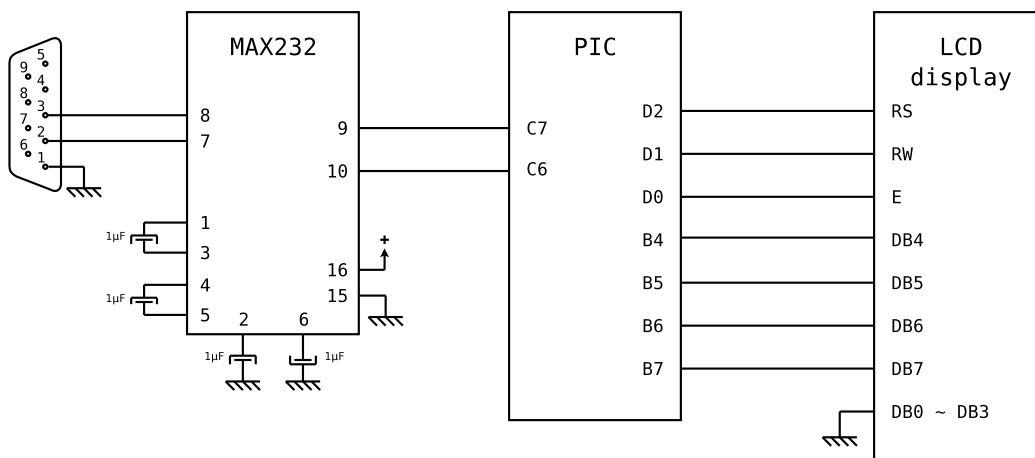 MAX232
PIC
LCD
display
5
9
4
8
3
7
2
6
1
8
7
9
10
1
3
4
5
2
6
16
15
+
1µF
1µF
1µF
1µF
C7
C6
D2
D1
D0
B4
B5
B6
B7
RS
RW
E
DB4
DB5
DB6
DB7
DB0 ~ DB3